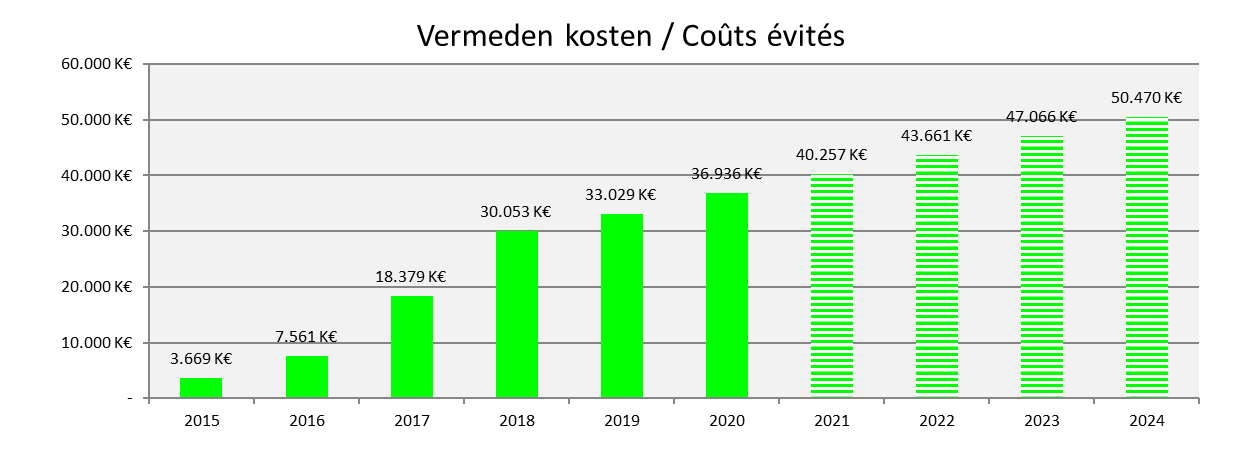 Vermeden kosten / Coûts évités
60.000 K€
50.000 K€
40.000 K€
30.000 K€
20.000 K€
10.000 K€
-
3.669 K€
7.561 K€
18.379 K€
30.053 K€
33.029 K€
36.936 K€
40.257 K€
43.661 K€
47.066 K€
50.470 K€
2015 2016 2017 2018 2019 2020 2021 2022 2023 2024